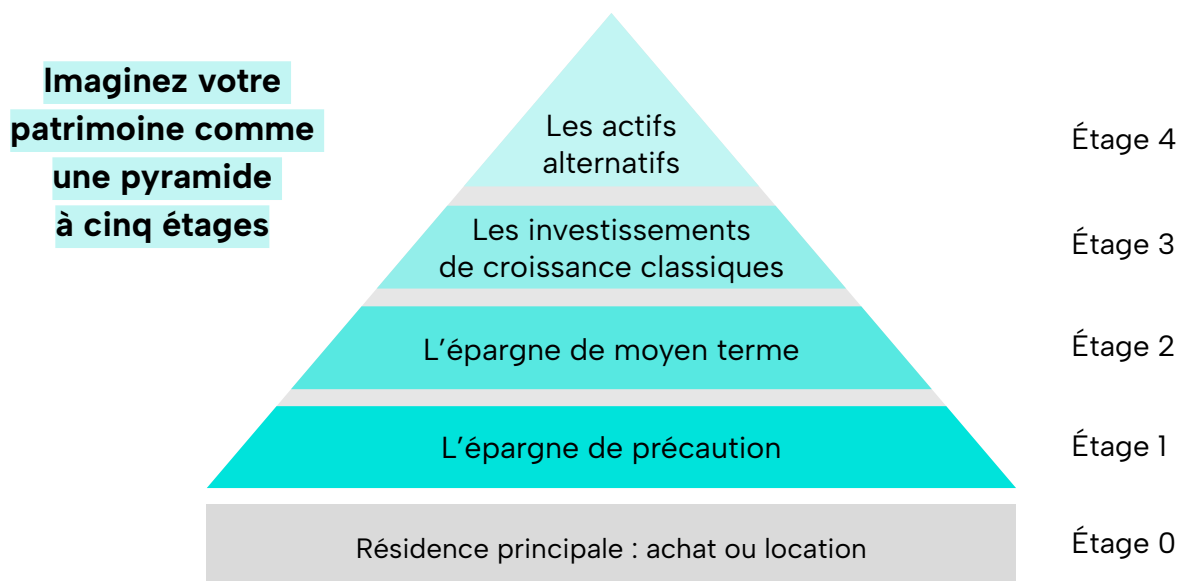 Imaginez votre
patrimoine comme
une pyramide
à cinq étages
Les actifs
alternatifs
Étage 4
Les investissements
de croissance classiques
Étage 3
L’épargne de moyen terme
Étage 2
L’épargne de précaution
Étage 1
Résidence principale : achat ou location
Étage 0